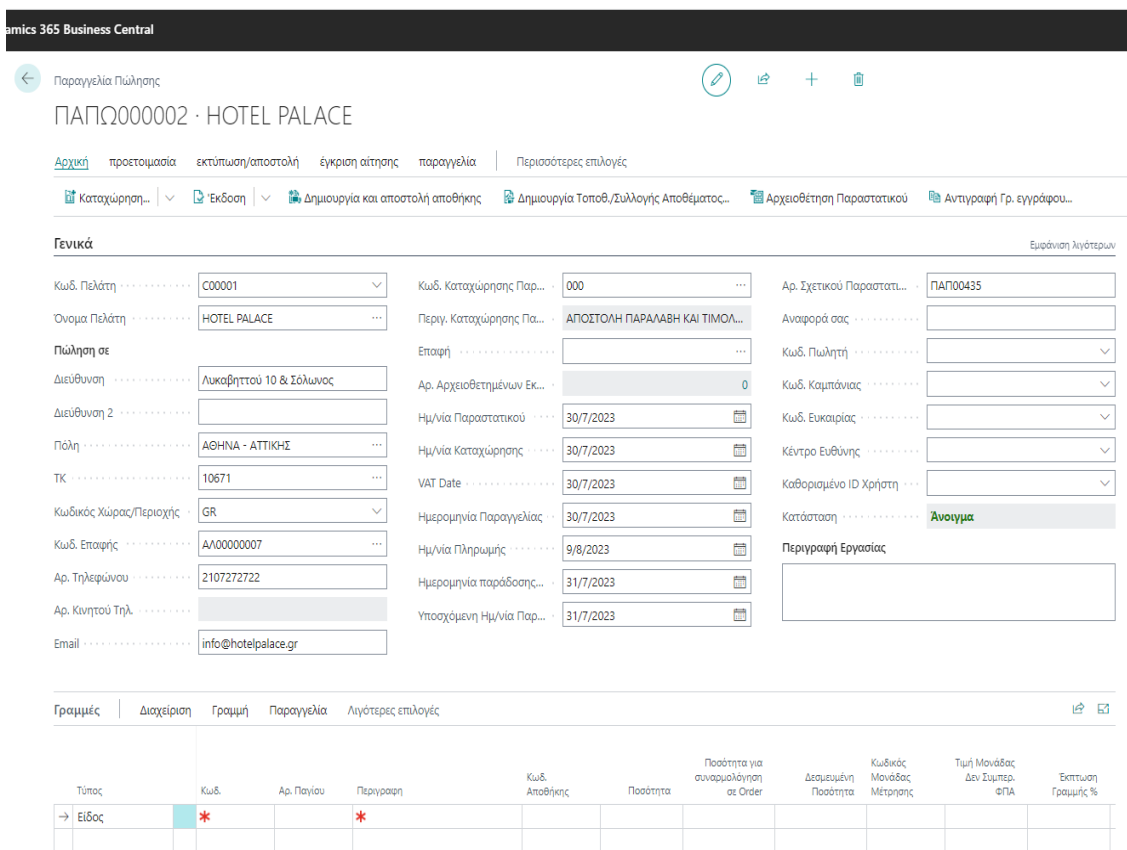 amics 365 Business Central
Παραγγελία Πώλησης
ΠΑΠΩ000002 · HOTEL PALACE
Αρχική προετοιμασία εκτύπωση/αποστολή έγκριση αίτησης παραγγελία Περισσότερες επιλογές
Καταχώρηση... Έκδοση Δημιουργία και αποστολή αποθήκης Δημιουργία Τοποθ./Συλλογής Αποθέματος... Αρχειοθέτηση Παραστατικού Αντιγραφή Γρ. εγγράφου...
Γενικά Εμφάνιση λιγότερων
Κωδ. Πελάτη C00001 Κωδ. Καταχώρησης Παρ... 000 Αρ. Σχετικού Παραστατι... ΠΑΠ00435
Όνομα Πελάτη HOTEL PALACE Περιγ. Καταχώρησης Πα... ΑΠΟΣΤΟΛΗ ΠΑΡΑΛΑΒΗ ΚΑΙ ΤΙΜΟΛ... Αναφορά σας
Πώληση σε Επαφή Κωδ. Πωλητή
Διεύθυνση Λυκαβηττού 10 & Σόλωνος Αρ. Αρχειοθετημένων Εκ... 0 Κωδ. Καμπάνιας
Διεύθυνση 2 Ημ/νία Παραστατικού 30/7/2023 Κωδ. Ευκαιρίας
Πόλη ΑΘΗΝΑ - ΑΤΤΙΚΗΣ Ημ/νία Καταχώρησης 30/7/2023 Κέντρο Ευθύνης
ΤΚ 10671 VAT Date 30/7/2023 Καθορισμένο ID Χρήστη
Κωδικός Χώρας/Περιοχής GR Ημερομηνία Παραγγελίας 30/7/2023 Κατάσταση Άνοιγμα
Κωδ. Επαφής ΑΛ00000007 Ημ/νία Πληρωμής 9/8/2023 Περιγραφή Εργασίας
Αρ. Τηλεφώνου 2107272722 Ημερομηνία παράδοσης... 31/7/2023
Αρ. Κινητού Τηλ. Υποσχόμενη Ημ/νία Παρ... 31/7/2023
Email info@hotelpalace.gr
Γραμμές Διαχείριση Γραμμή Παραγγελία Λιγότερες επιλογές
Τύπος Κωδ. Αρ. Παγίου Περιγραφη Κωδ. Αποθήκης Ποσότητα Ποσότητα για συναρμολόγηση σε Order Δεσμευμένη Ποσότητα Κωδικός Μονάδας Μέτρησης Τιμή Μονάδας Δεν Συμπερ. ΦΠΑ Έκπτωση Γραμμής %
Είδος * *